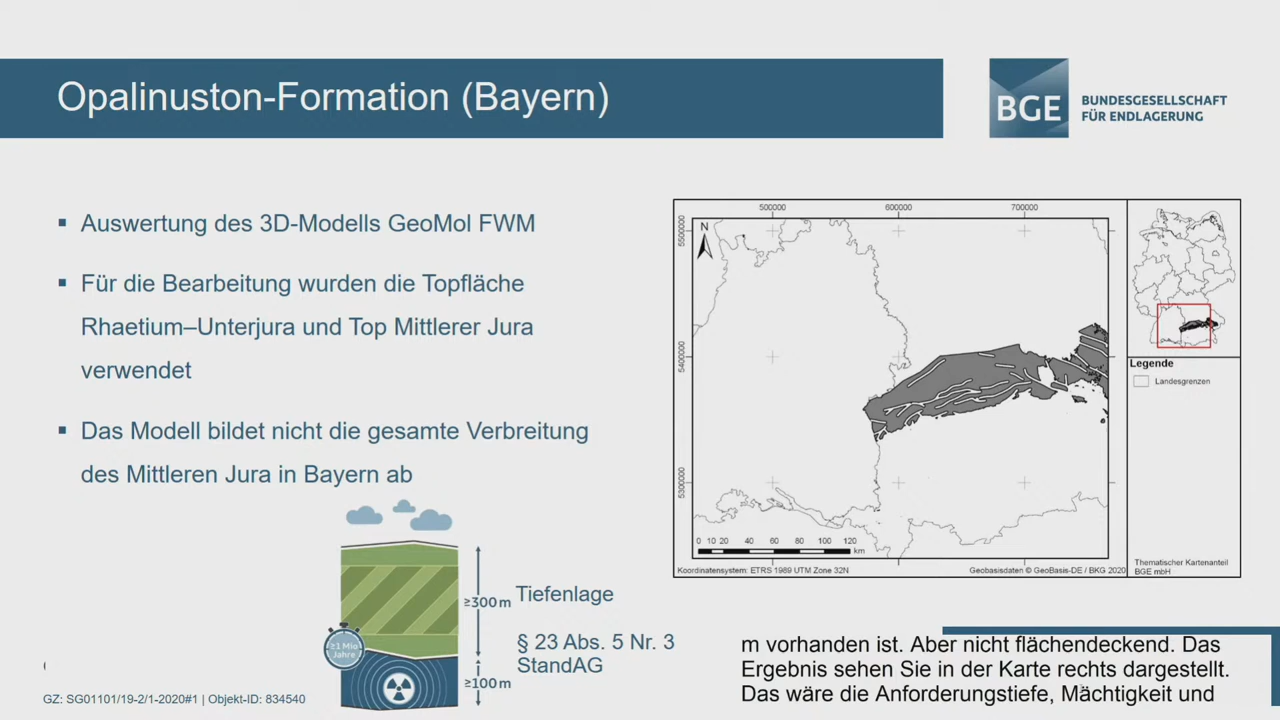 Opalinuston-Formation (Bayern)
BGE
BUNDESGESELLSCHAFT
FÜR ENDLAGERUNG
Auswertung des 3D-Modells GeoMol FWM
Für die Bearbeitung wurden die Topfläche
Rhaetium–Unterjura und Top Mittlerer Jura
verwendet
Das Modell bildet nicht die gesamte Verbreitung
des Mittleren Jura in Bayern ab
500000 600000 700000
5500000
5400000
5300000
N
0 10 20 40 60 80 100 120
km
Koordinatensystem: ETRS 1989 UTM Zone 32N
Geobasisdaten © GeoBasis-DE / BKG 2020
Legende
Landesgrenzen
Thematischer Kartenanteil
BGE mbH
≥300m
Tiefenlage
≥1 Mio
Jahre
≥100m
§ 23 Abs. 5 Nr. 3
StandAG
GZ: SG01101/19-2/1-2020#1 | Objekt-ID: 834540
m vorhanden ist. Aber nicht flächendeckend. Das
Ergebnis sehen Sie in der Karte rechts dargestellt.
Das wäre die Anforderungstiefe, Mächtigkeit und